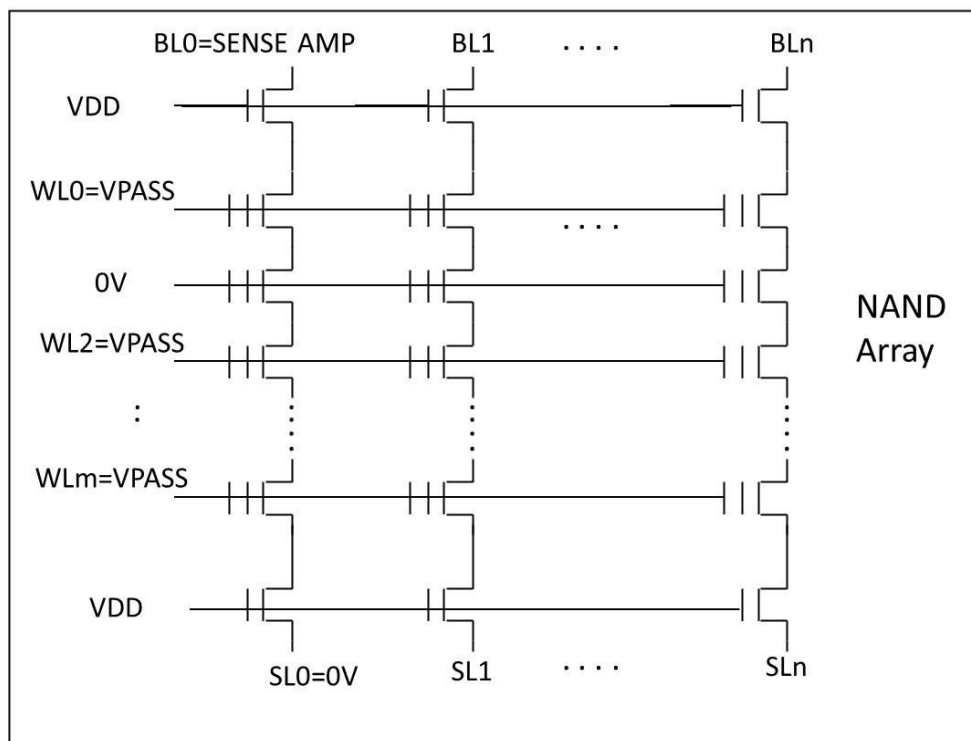 BL0=SENSE AMP BL1 . . . . BLn
VDD
WL0=VPASS
. . . .
0V
NAND
Array
WL2=VPASS
:
WLm=VPASS
VDD
SL0=0V SL1 . . . . SLn